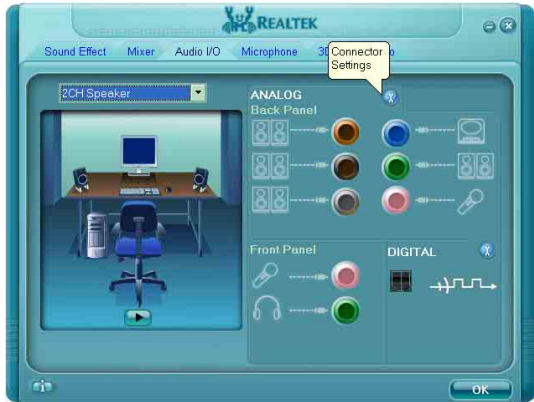 REALTEK
Sound Effect Mixer Audio I/O Microphone 3D
Connector
Settings
o
2CH Speaker
ANALOG
Back Panel
Front Panel
DIGITAL
i
OK